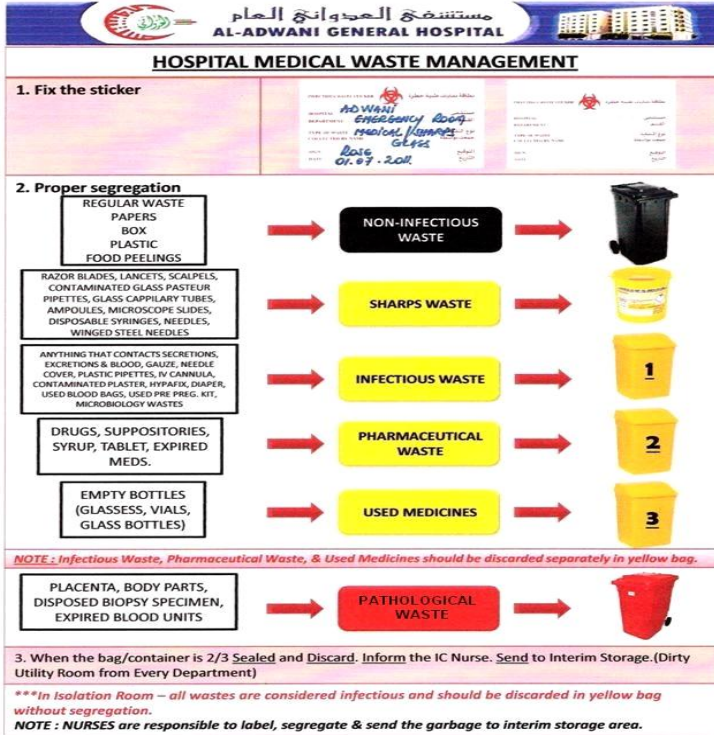 مستشفى العدواني العام
AL-ADWANI GENERAL HOSPITAL
HOSPITAL MEDICAL WASTE MANAGEMENT
1. Fix the sticker
ADWANI
EMERGENCY ROOM
MEDICAL / SHARPS
GLASS
ROSE
01.07.2011.
2. Proper segregation
REGULAR WASTE
PAPERS
BOX
PLASTIC
FOOD PEELINGS
NON-INFECTIOUS
WASTE
RAZOR BLADES, LANCETS, SCALPELS,
CONTAMINATED GLASS PASTEUR
PIPETTES, GLASS CAPPILARY TUBES,
AMPOULES, MICROSCOPE SLIDES,
DISPOSABLE SYRINGES, NEEDLES,
WINGED STEEL NEEDLES
SHARPS WASTE
ANYTHING THAT CONTACTS SECRETIONS,
EXCRETIONS & BLOOD, GAUZE, NEEDLE
COVER, PLASTIC PIPETTES, IV CANNULA,
CONTAMINATED PLASTER, HYPAFIX, DIAPER,
USED BLOOD BAGS, USED PRE PREG. KIT,
MICROBIOLOGY WASTES
INFECTIOUS WASTE
1
DRUGS, SUPPOSITORIES,
SYRUP, TABLET, EXPIRED
MEDS.
PHARMACEUTICAL
WASTE
2
EMPTY BOTTLES
(GLASSESS, VIALS,
GLASS BOTTLES)
USED MEDICINES
3
NOTE : Infectious Waste, Pharmaceutical Waste, & Used Medicines should be discarded separately in yellow bag.
PLACENTA, BODY PARTS,
DISPOSED BIOPSY SPECIMEN,
EXPIRED BLOOD UNITS
PATHOLOGICAL
WASTE
3. When the bag/container is 2/3 Sealed and Discard. Inform the IC Nurse. Send to Interim Storage.(Dirty
Utility Room from Every Department)
***In Isolation Room – all wastes are considered infectious and should be discarded in yellow bag
without segregation.
NOTE : NURSES are responsible to label, segregate & send the garbage to interim storage area.